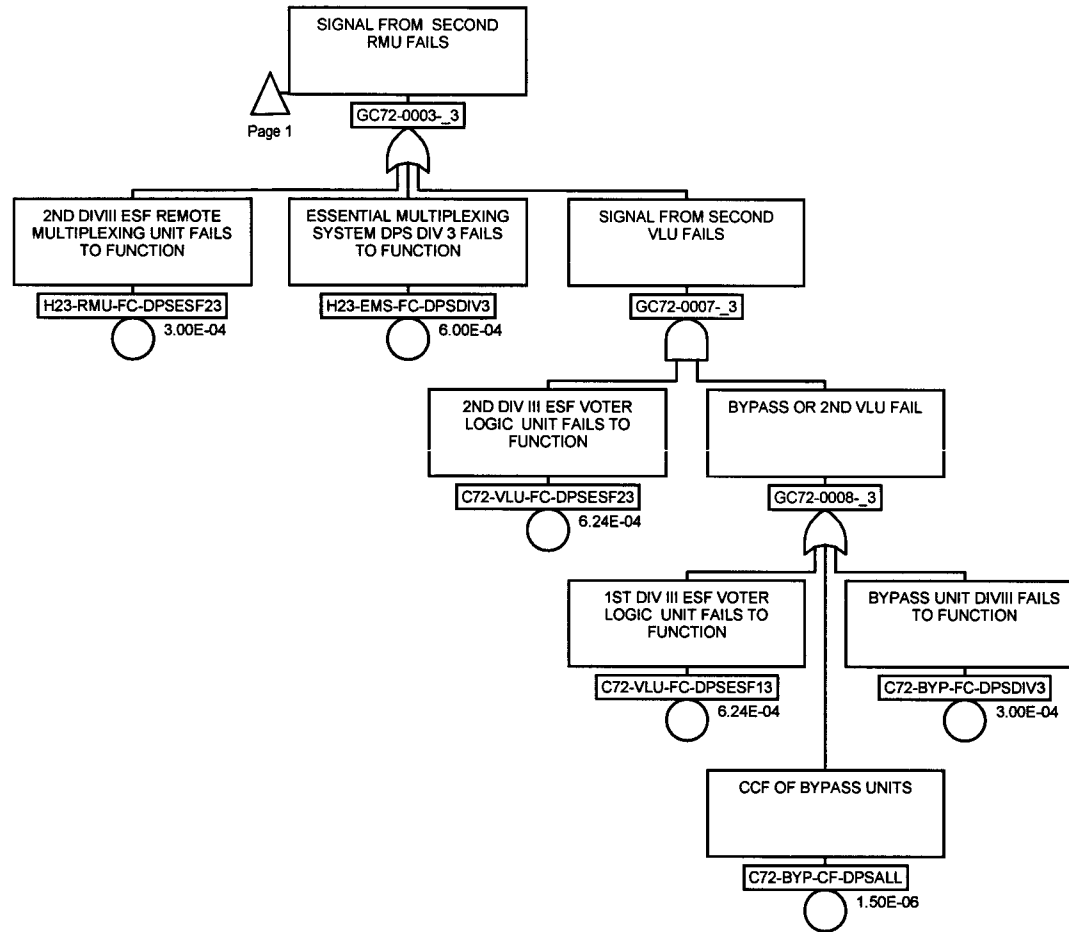 SIGNAL FROM SECOND
RMU FAILS
Page 1
GC72-0003-_3
2ND DIVIII ESF REMOTE
MULTIPLEXING UNIT FAILS
TO FUNCTION
ESSENTIAL MULTIPLEXING
SYSTEM DPS DIV 3 FAILS
TO FUNCTION
SIGNAL FROM SECOND
VLU FAILS
H23-RMU-FC-DPSESF23
3.00E-04
H23-EMS-FC-DPSDIV3
6.00E-04
GC72-0007-_3
2ND DIV III ESF VOTER
LOGIC UNIT FAILS TO
FUNCTION
BYPASS OR 2ND VLU FAIL
C72-VLU-FC-DPSESF23
6.24E-04
GC72-0008-_3
1ST DIV III ESF VOTER
LOGIC UNIT FAILS TO
FUNCTION
BYPASS UNIT DIVIII FAILS
TO FUNCTION
C72-VLU-FC-DPSESF13
6.24E-04
C72-BYP-FC-DPSDIV3
3.00E-04
CCF OF BYPASS UNITS
C72-BYP-CF-DPSALL
1.50E-06